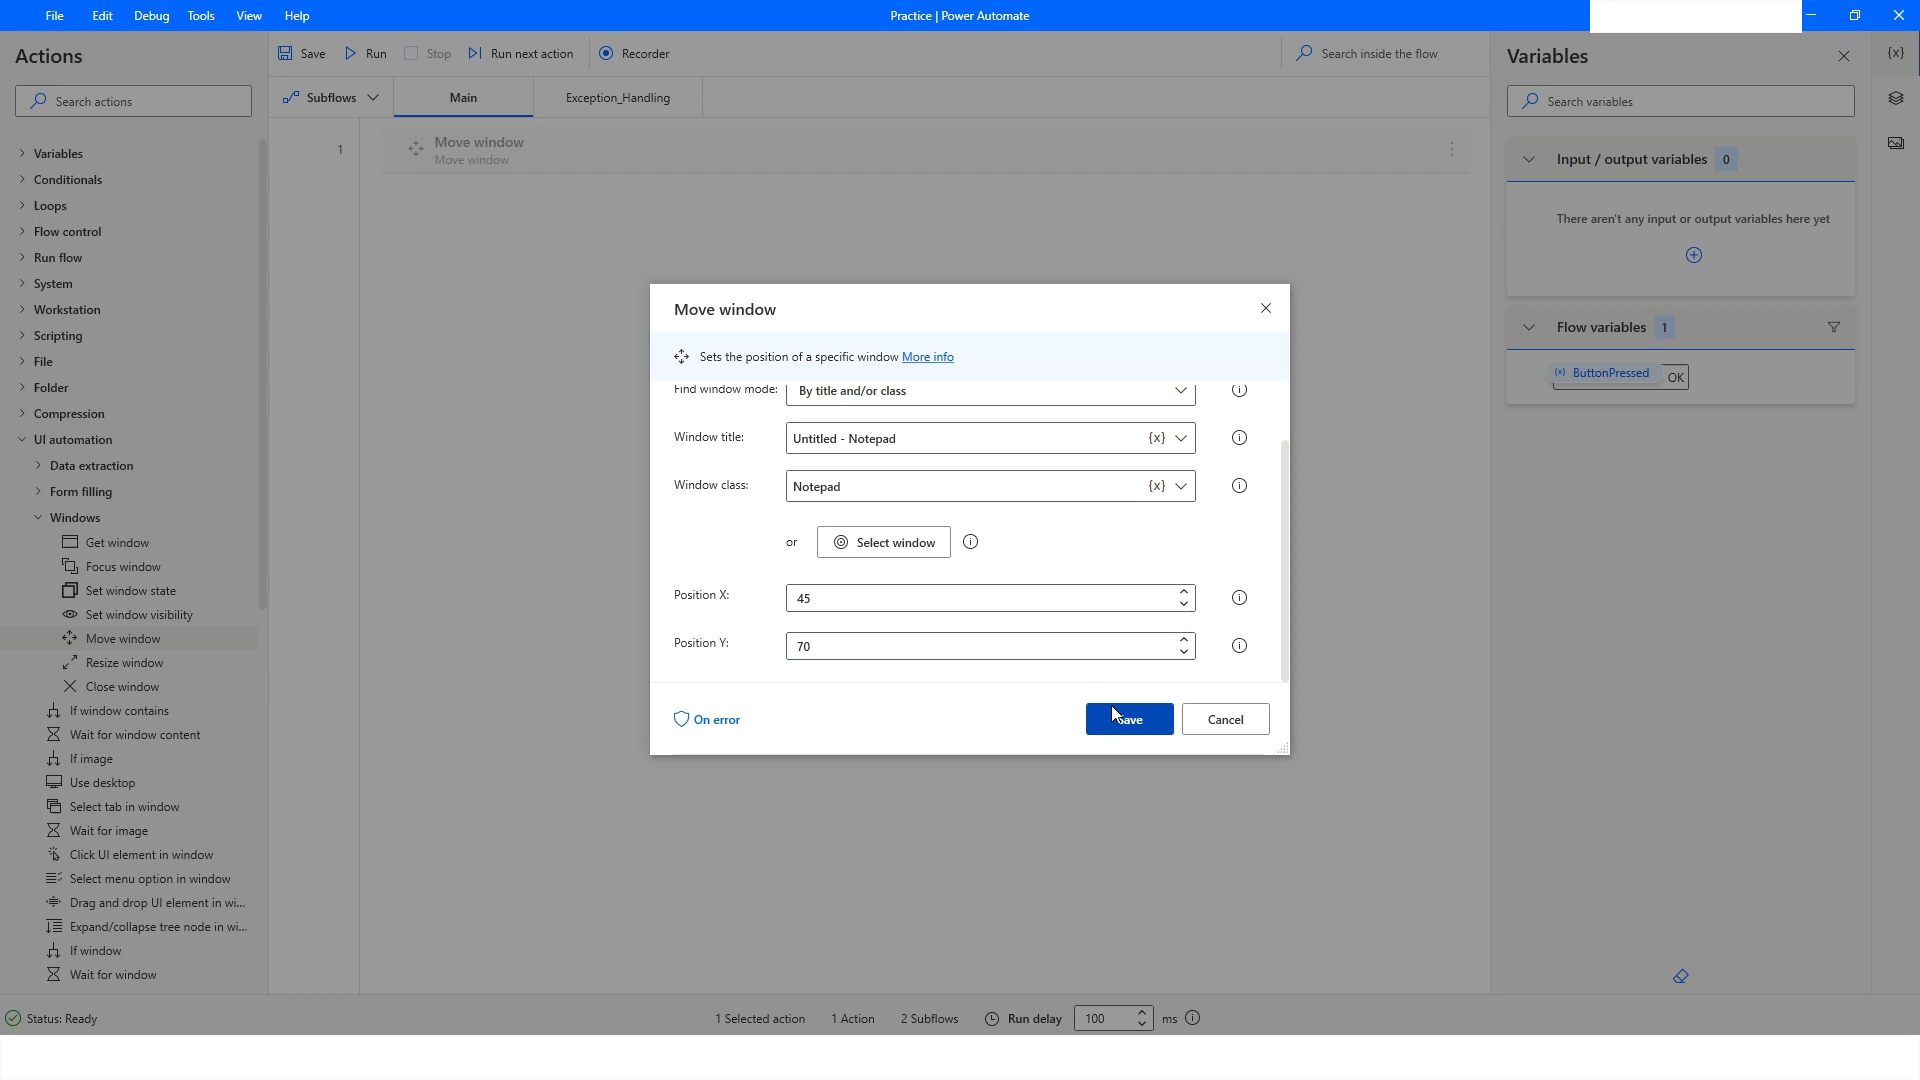 File Edit Debug Tools View Help
Practice | Power Automate
Actions
Search actions
Variables
Conditionals
Loops
Flow control
Run flow
System
Workstation
Scripting
File
Folder
Compression
UI automation
Data extraction
Form filling
Windows
Get window
Focus window
Set window state
Set window visibility
Move window
Resize window
Close window
If window contains
Wait for window content
If image
Use desktop
Select tab in window
Wait for image
Click UI element in window
Select menu option in window
Drag and drop UI element in wi...
Expand/collapse tree node in wi...
If window
Wait for window
Save Run Stop Run next action Recorder
Search inside the flow
Subflows Main Exception_Handling
1
Move window
Move window
Move window
Sets the position of a specific window More info
Find window mode: By title and/or class
Window title: Untitled - Notepad {x}
Window class: Notepad {x}
or Select window
Position X: 45
Position Y: 70
On error Save Cancel
Variables
{x}
Search variables
Input / output variables 0
There aren't any input or output variables here yet
Flow variables 1
(x) ButtonPressed OK
Status: Ready
1 Selected action 1 Action 2 Subflows Run delay 100 ms